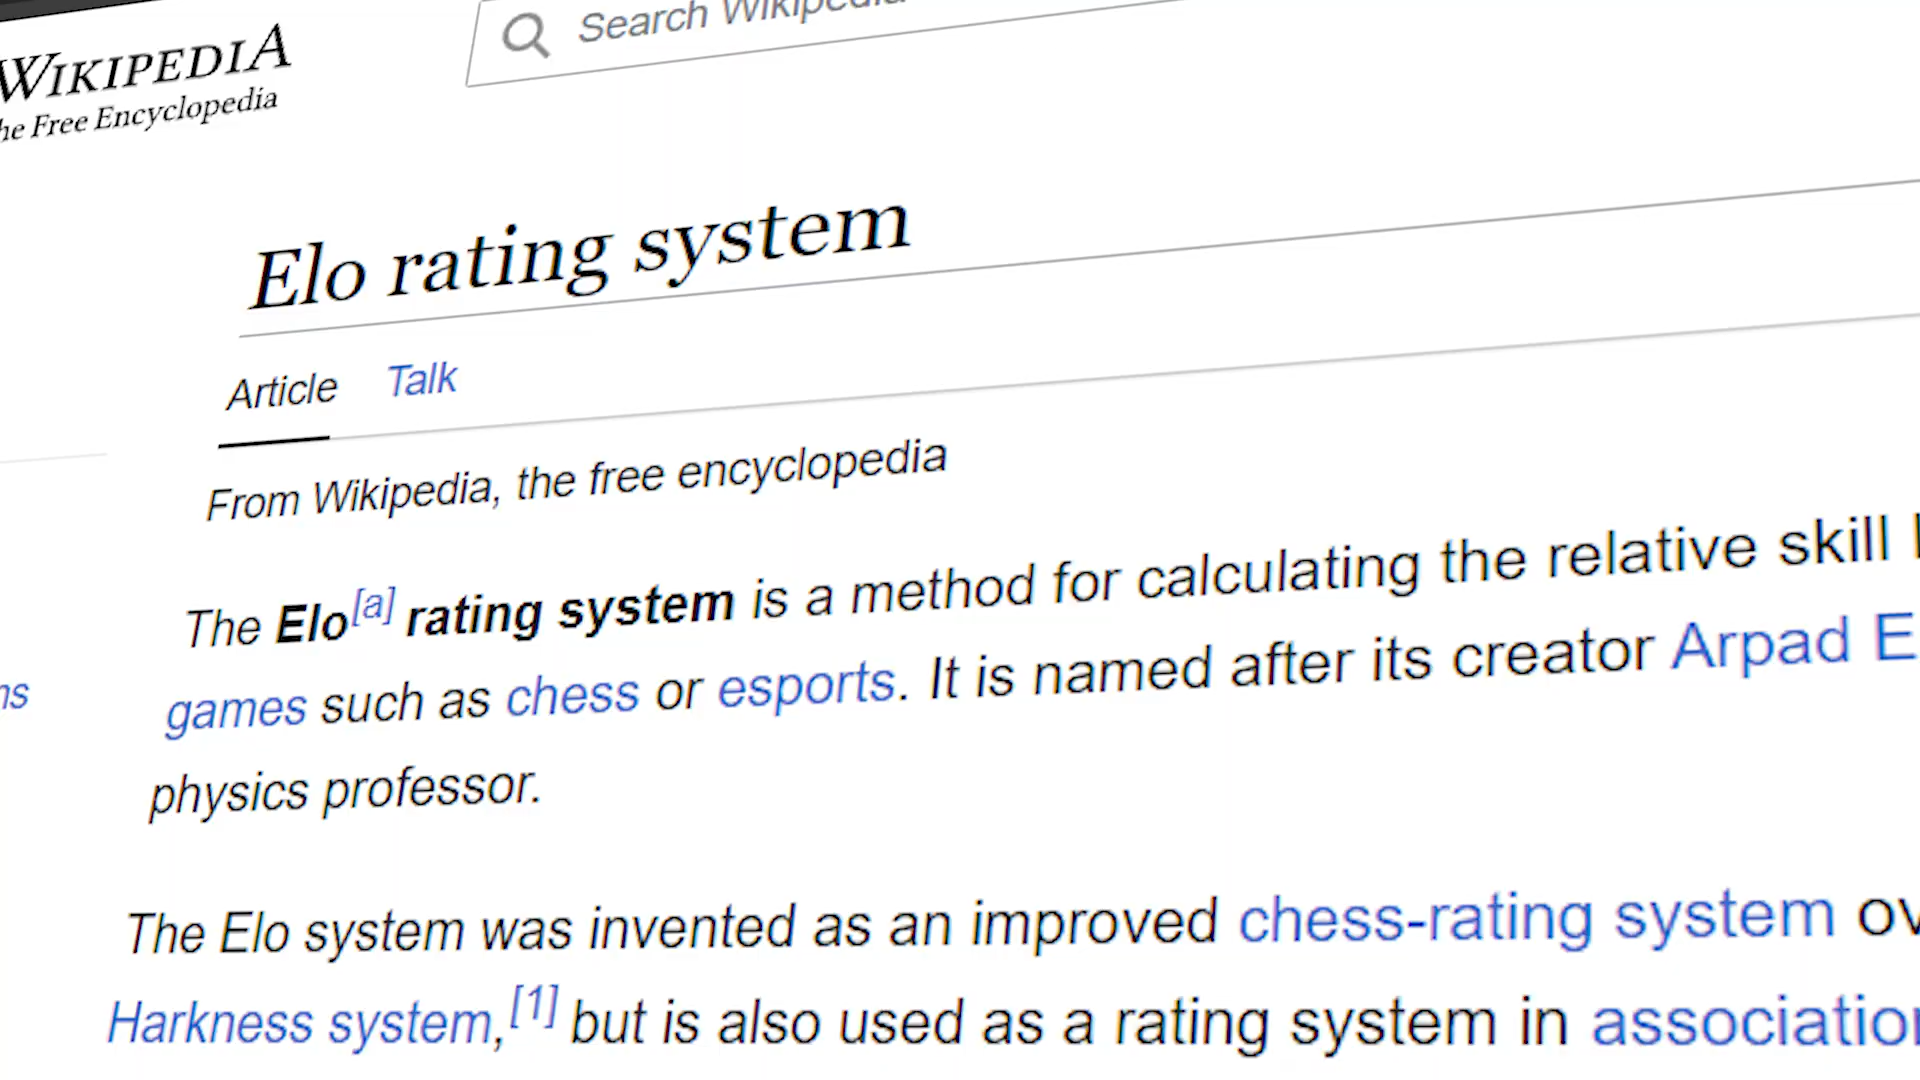 WIKIPEDIA
Search Wikipedia
he Free Encyclopedia
Elo rating system
Article Talk
From Wikipedia, the free encyclopedia
The Elo[a] rating system is a method for calculating the relative skill
ns
games such as chess or esports. It is named after its creator Arpad E
physics professor.
The Elo system was invented as an improved chess-rating system ov
Harkness system,[1] but is also used as a rating system in association